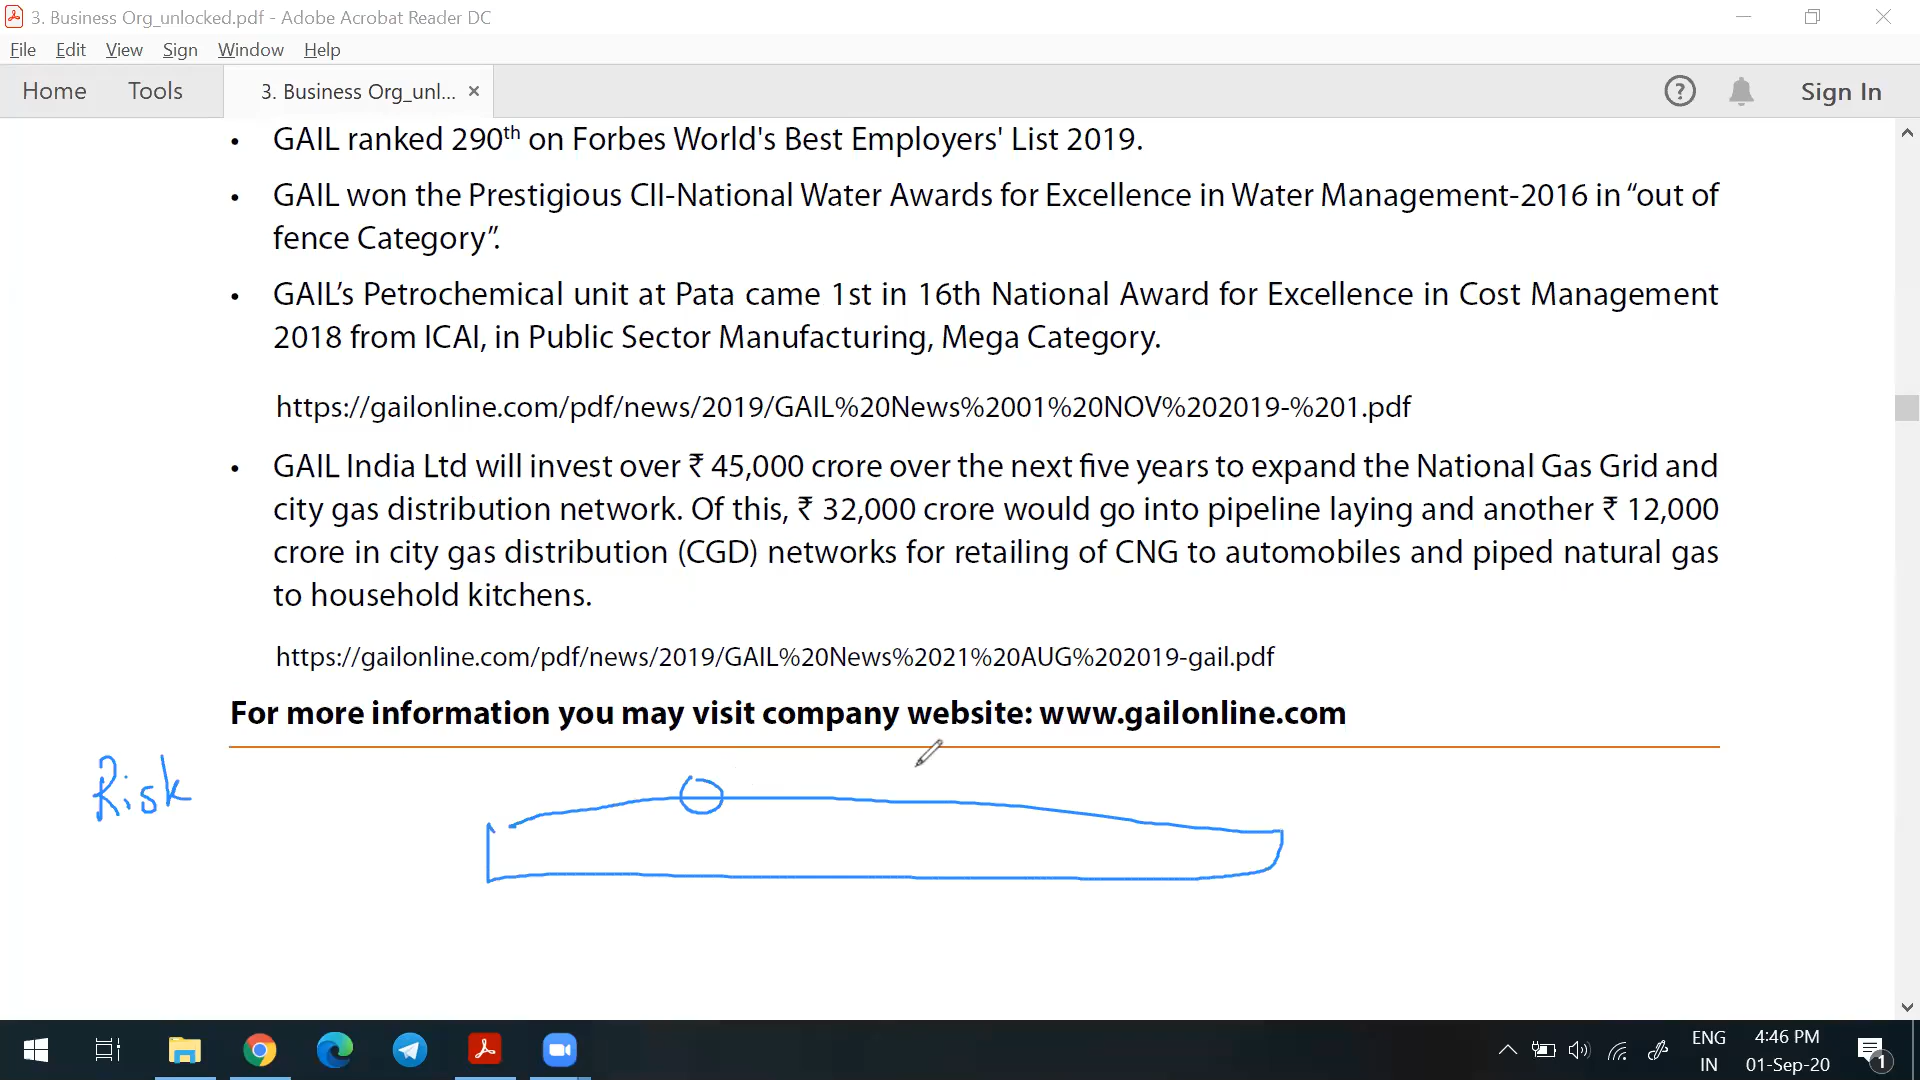 3. Business Org_unlocked.pdf - Adobe Acrobat Reader DC
File Edit View Sign Window Help
Home Tools 3. Business Org_unl... × ? Sign In
• GAIL ranked 290th on Forbes World's Best Employers' List 2019.
• GAIL won the Prestigious CII-National Water Awards for Excellence in Water Management-2016 in “out of
fence Category”.
• GAIL’s Petrochemical unit at Pata came 1st in 16th National Award for Excellence in Cost Management
2018 from ICAI, in Public Sector Manufacturing, Mega Category.
https://gailonline.com/pdf/news/2019/GAIL%20News%2001%20NOV%202019-%201.pdf
• GAIL India Ltd will invest over ₹ 45,000 crore over the next five years to expand the National Gas Grid and
city gas distribution network. Of this, ₹ 32,000 crore would go into pipeline laying and another ₹ 12,000
crore in city gas distribution (CGD) networks for retailing of CNG to automobiles and piped natural gas
to household kitchens.
https://gailonline.com/pdf/news/2019/GAIL%20News%2021%20AUG%202019-gail.pdf
For more information you may visit company website: www.gailonline.com
Risk
ENG 4:46 PM
IN 01-Sep-20 1